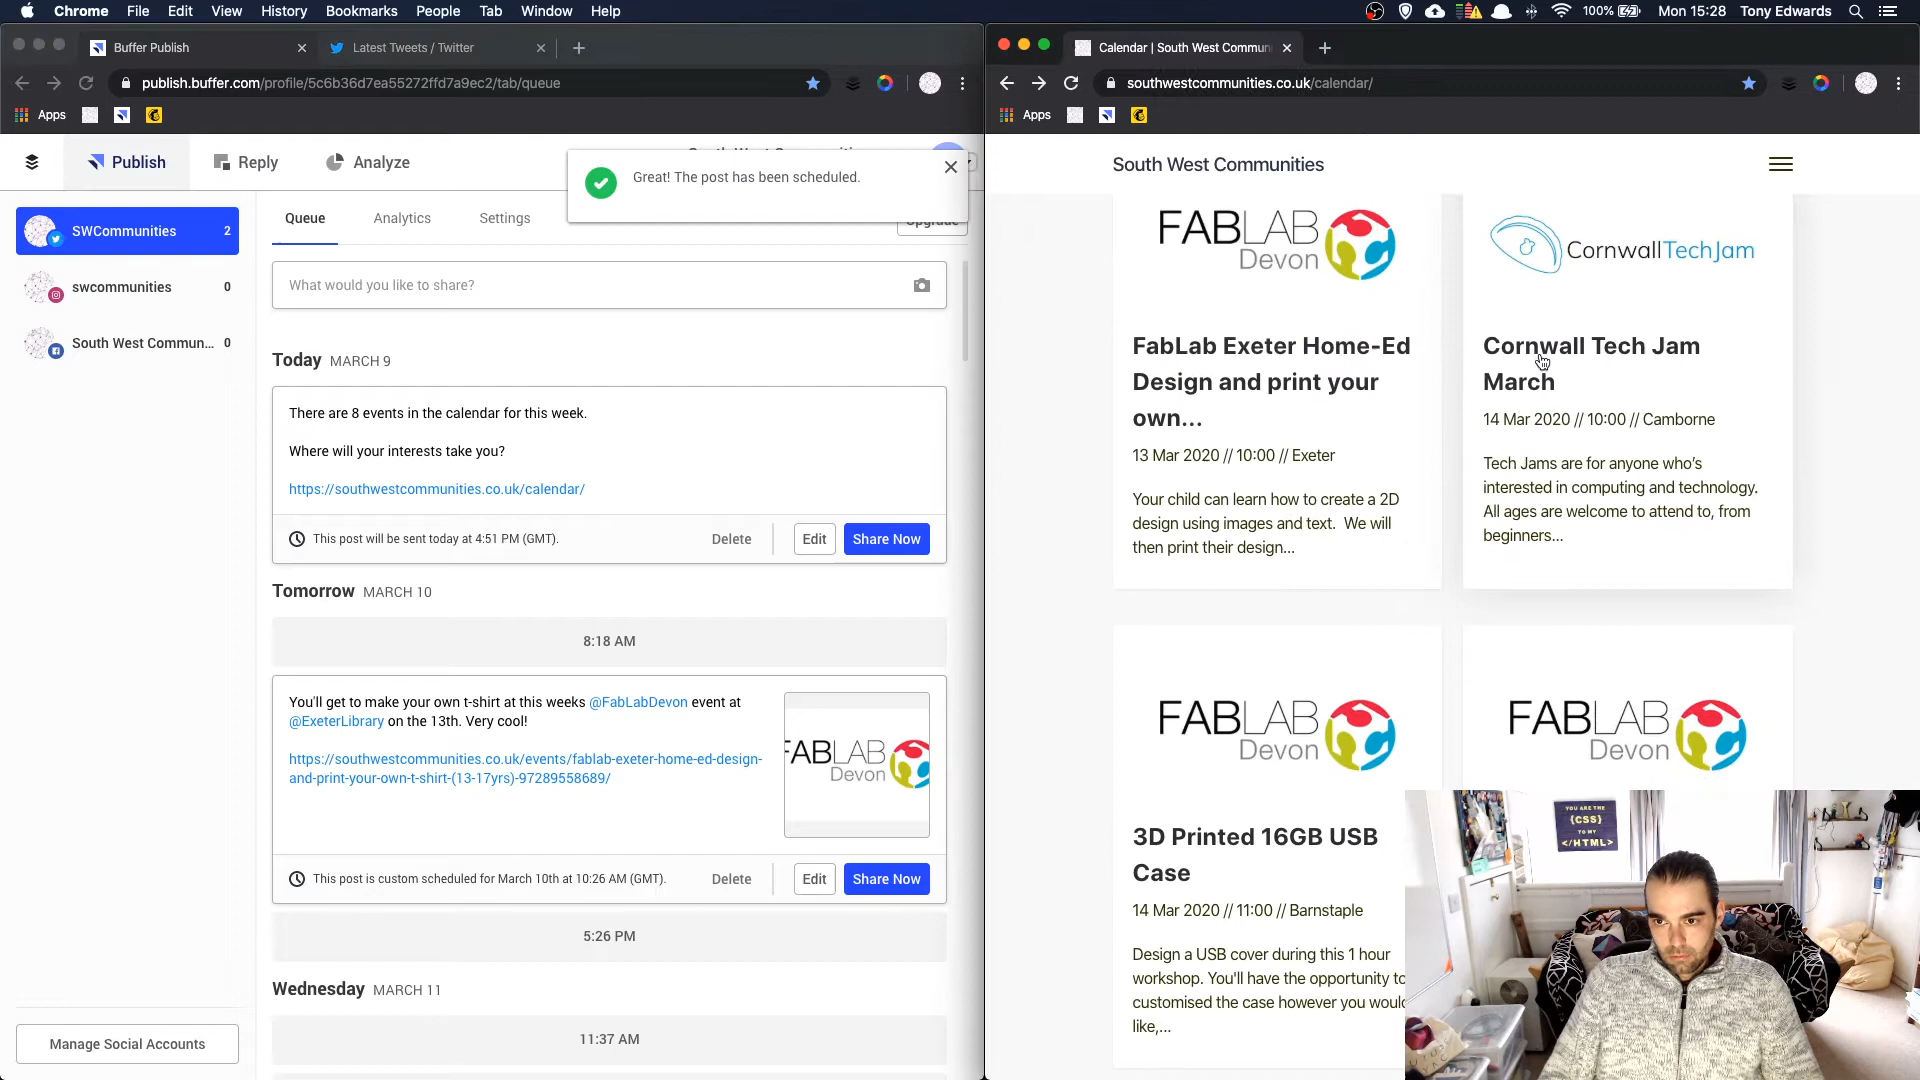 Chrome File Edit View History Bookmarks People Tab Window Help
100% Mon 15:28 Tony Edwards
Buffer Publish
Latest Tweets / Twitter
publish.buffer.com/profile/5c6b36d7ea55272ffd7a9ec2/tab/queue
Apps
Publish
Reply
Analyze
Great! The post has been scheduled.
SWCommunities 2
swcommunities 0
South West Commun... 0
Manage Social Accounts
Queue
Analytics
Settings
Upgrade
What would you like to share?
Today MARCH 9
There are 8 events in the calendar for this week.
Where will your interests take you?
https://southwestcommunities.co.uk/calendar/
This post will be sent today at 4:51 PM (GMT).
Delete
Edit
Share Now
Tomorrow MARCH 10
8:18 AM
You'll get to make your own t-shirt at this weeks @FabLabDevon event at
@ExeterLibrary on the 13th. Very cool!
https://southwestcommunities.co.uk/events/fablab-exeter-home-ed-design-
and-print-your-own-t-shirt-(13-17yrs)-97289558689/
FABLAB
Devon
This post is custom scheduled for March 10th at 10:26 AM (GMT).
Delete
Edit
Share Now
5:26 PM
Wednesday MARCH 11
11:37 AM
Calendar | South West Commun
southwestcommunities.co.uk/calendar/
Apps
South West Communities
FABLAB
Devon
FabLab Exeter Home-Ed
Design and print your
own...
13 Mar 2020 // 10:00 // Exeter
Your child can learn how to create a 2D
design using images and text. We will
then print their design...
CornwallTechJam
Cornwall Tech Jam
March
14 Mar 2020 // 10:00 // Camborne
Tech Jams are for anyone who's
interested in computing and technology.
All ages are welcome to attend to, from
beginners...
FABLAB
Devon
3D Printed 16GB USB
Case
14 Mar 2020 // 11:00 // Barnstaple
Design a USB cover during this 1 hour
workshop. You'll have the opportunity to
customised the case however you would
like,...
FABLAB
Devon
YOU ARE THE
{CSS}
TO MY
</HTML>